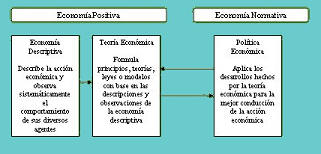 Economía Positiva
Economía Normativa
Economía
Descriptiva
Describe la acción
económica y
observa
sistemáticamente el
comportamiento de
sus diversos
agentes
Teoría Económica
Formula
principios, teorías,
leyes o modelos
con base en las
descripciones y
observaciones de
la economía
descriptiva
Política
Económica
Aplica los
desarrollos hechos
por la teoría
económica para la
mejor conducción
de la acción
económica